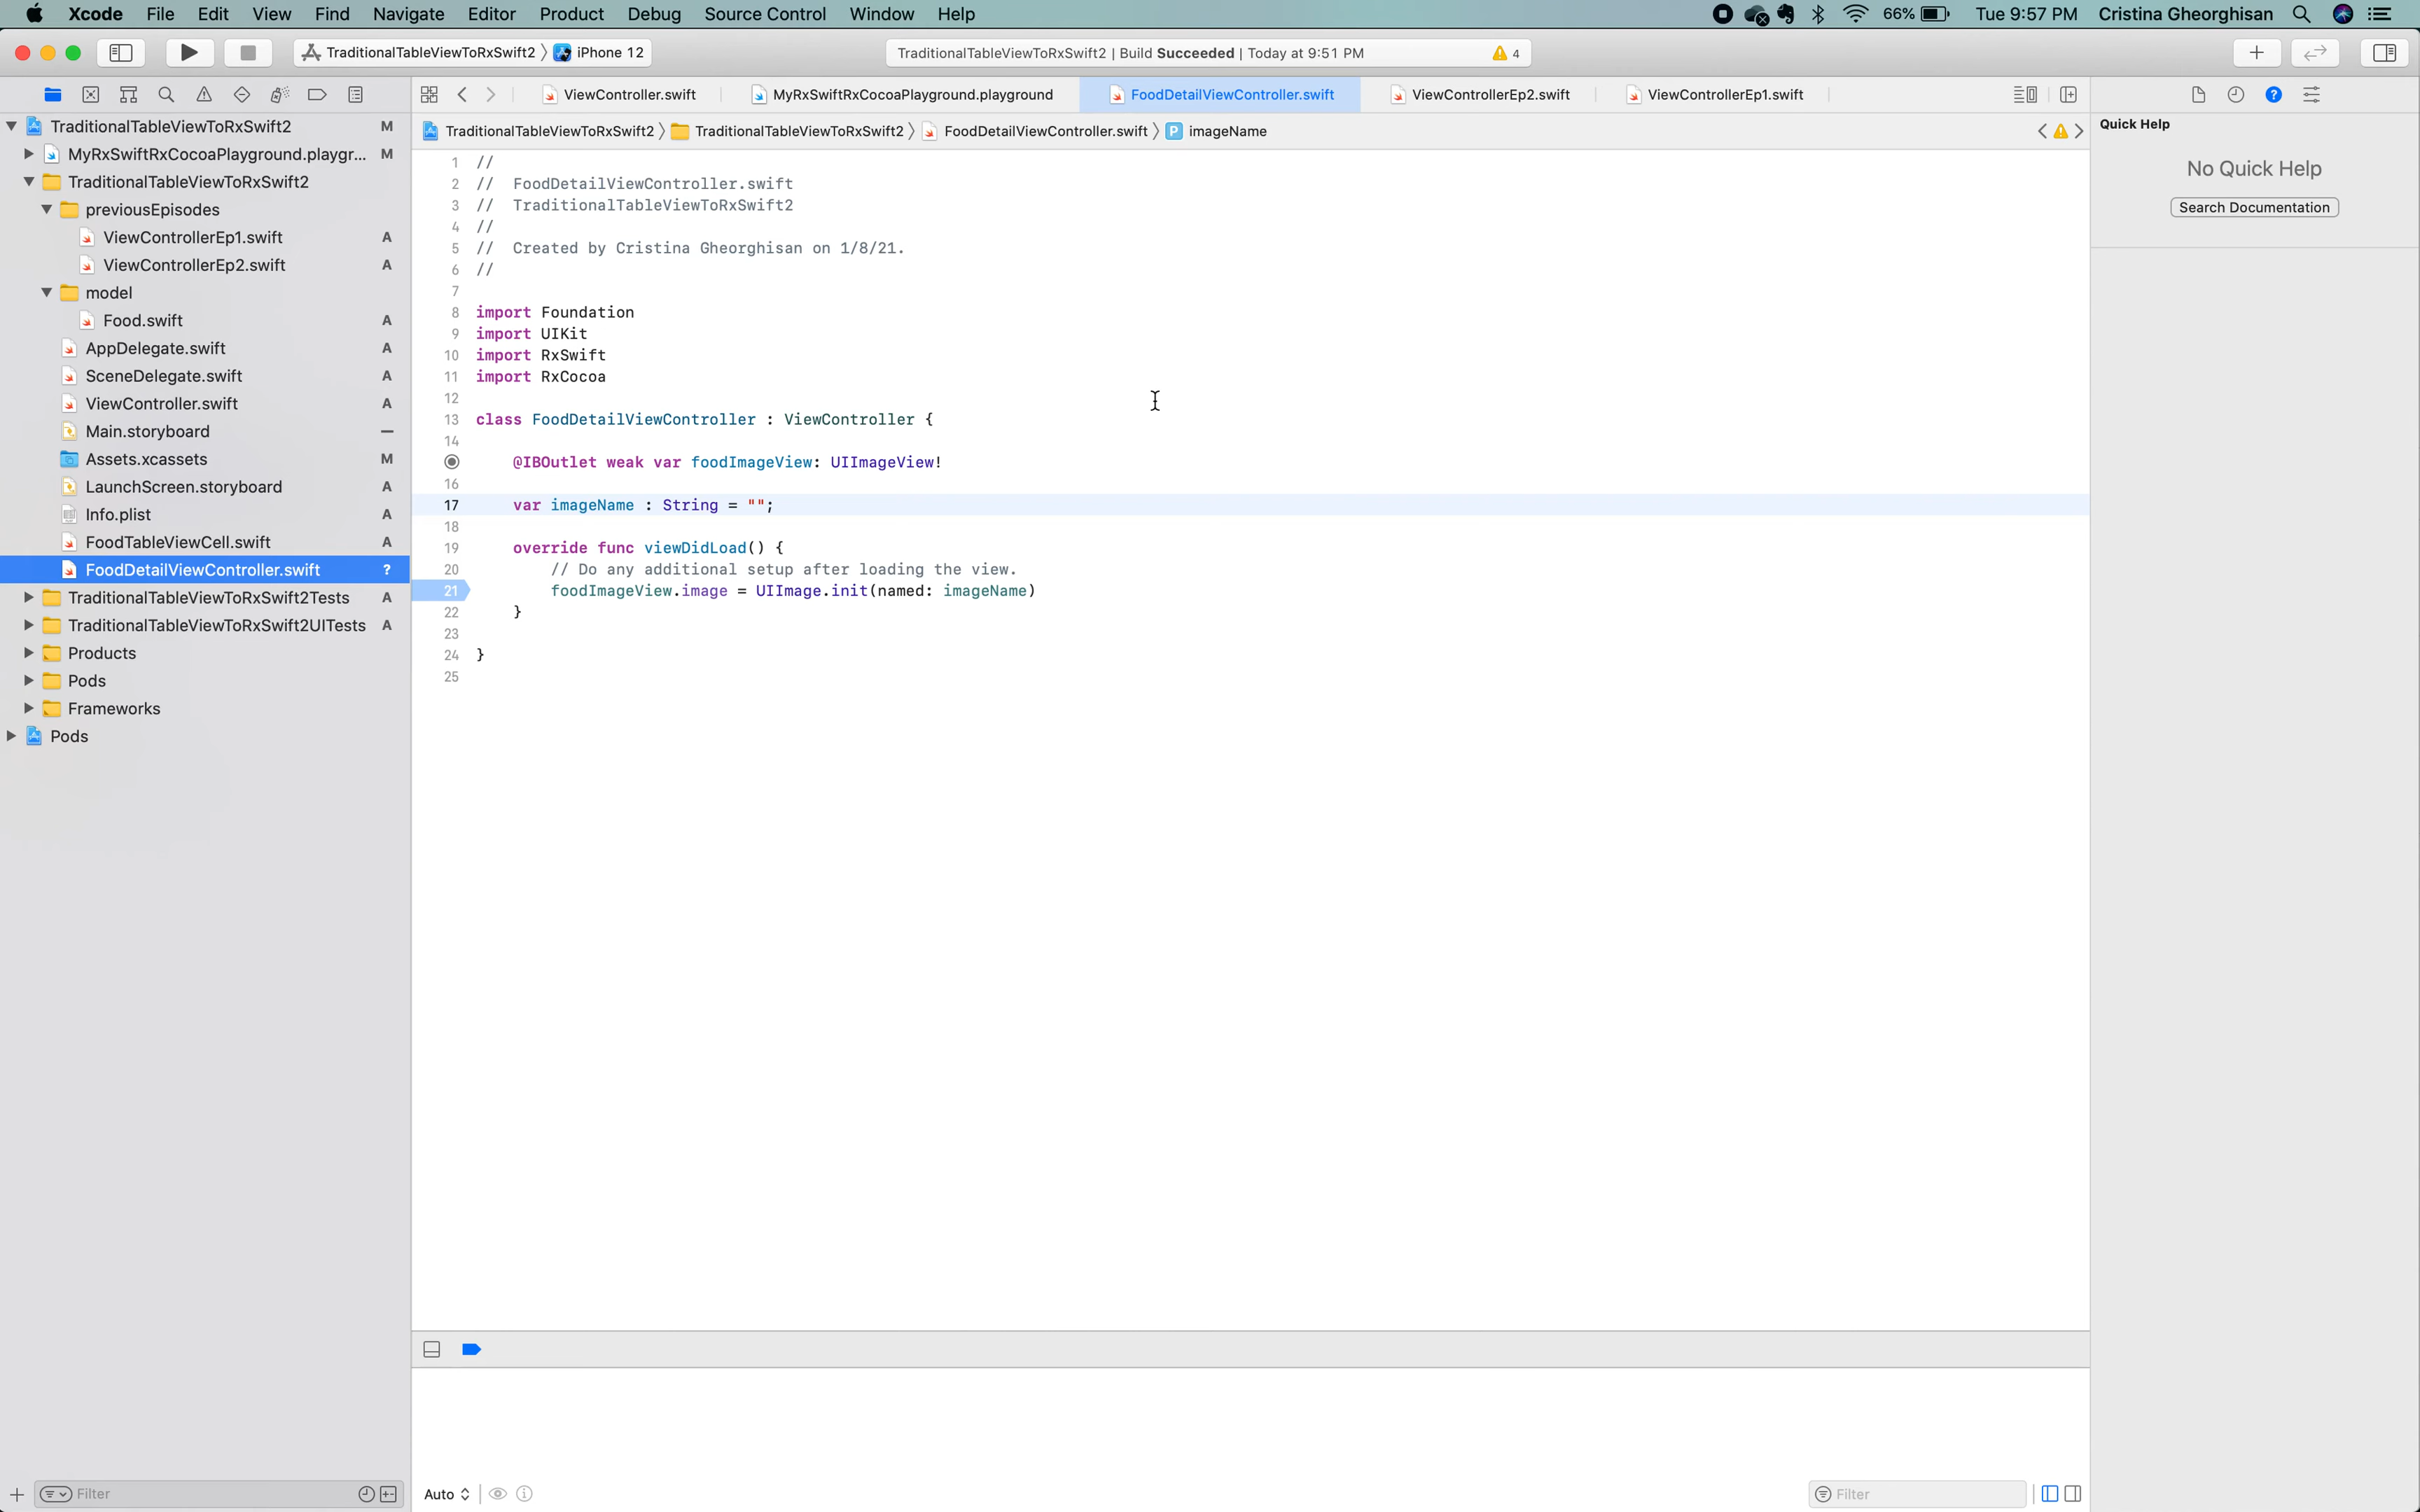 Xcode File Edit View Find Navigate Editor Product Debug Source Control Window Help 66% Tue 9:57 PM Cristina Gheorghisan
TraditionalTableViewToRxSwift2 〉 iPhone 12 TraditionalTableViewToRxSwift2 | Build Succeeded | Today at 9:51 PM 4
ViewController.swift MyRxSwiftRxCocoaPlayground.playground FoodDetailViewController.swift ViewControllerEp2.swift ViewControllerEp1.swift
TraditionalTableViewToRxSwift2 〉 TraditionalTableViewToRxSwift2 〉 FoodDetailViewController.swift 〉 P imageName
TraditionalTableViewToRxSwift2 M
MyRxSwiftRxCocoaPlayground.playgr... M
TraditionalTableViewToRxSwift2
previousEpisodes
ViewControllerEp1.swift A
ViewControllerEp2.swift A
model
Food.swift A
AppDelegate.swift A
SceneDelegate.swift A
ViewController.swift A
Main.storyboard –
Assets.xcassets M
LaunchScreen.storyboard A
Info.plist A
FoodTableViewCell.swift A
FoodDetailViewController.swift ?
TraditionalTableViewToRxSwift2Tests A
TraditionalTableViewToRxSwift2UITests A
Products
Pods
Frameworks
Pods
Filter
1 //
2 //  FoodDetailViewController.swift
3 //  TraditionalTableViewToRxSwift2
4 //
5 //  Created by Cristina Gheorghisan on 1/8/21.
6 //
7
8 import Foundation
9 import UIKit
10 import RxSwift
11 import RxCocoa
12
13 class FoodDetailViewController : ViewController {
14
@IBOutlet weak var foodImageView: UIImageView!
16
17     var imageName : String = "";
18
19     override func viewDidLoad() {
20         // Do any additional setup after loading the view.
21         foodImageView.image = UIImage.init(named: imageName)
22     }
23
24 }
25
Auto
Filter
Quick Help
No Quick Help
Search Documentation